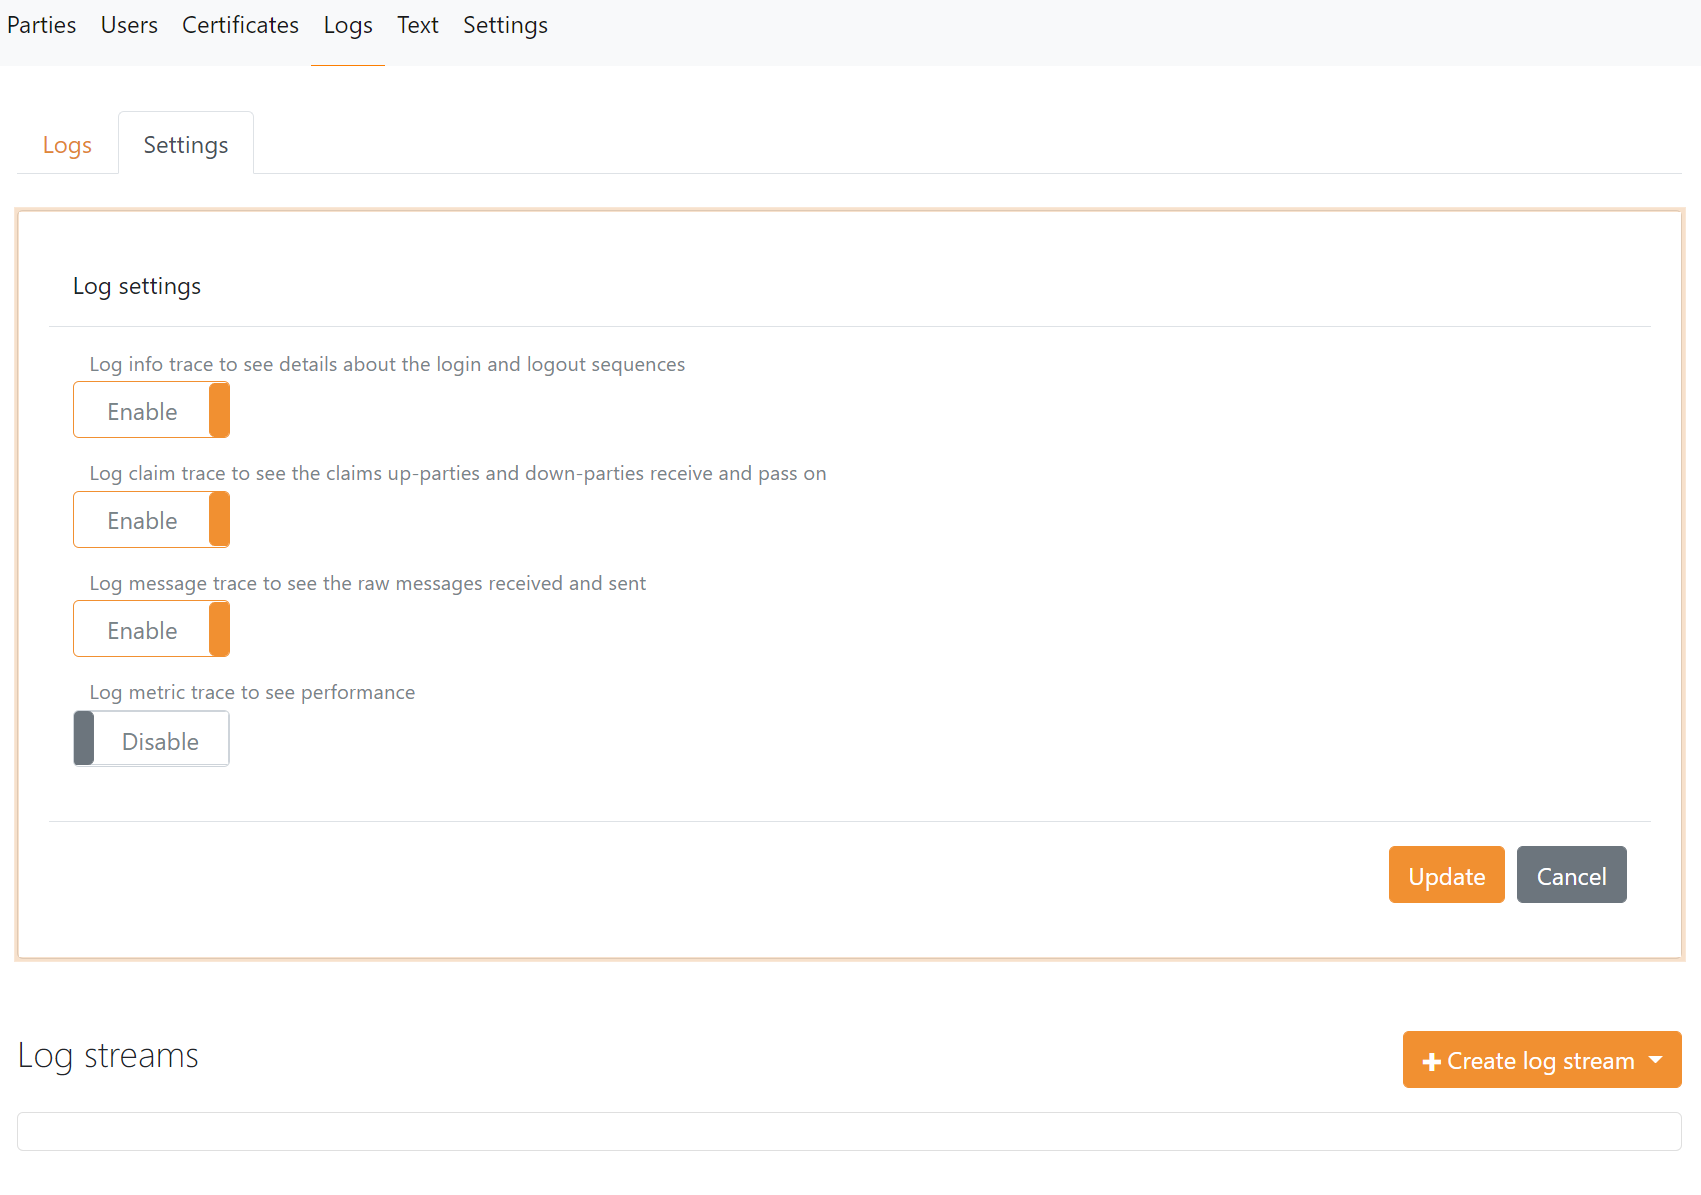 Parties Users Certificates Logs Text Settings
Logs Settings
Log settings
Log info trace to see details about the login and logout sequences
Enable
Log claim trace to see the claims up-parties and down-parties receive and pass on
Enable
Log message trace to see the raw messages received and sent
Enable
Log metric trace to see performance
Disable
Update Cancel
Log streams
Create log stream